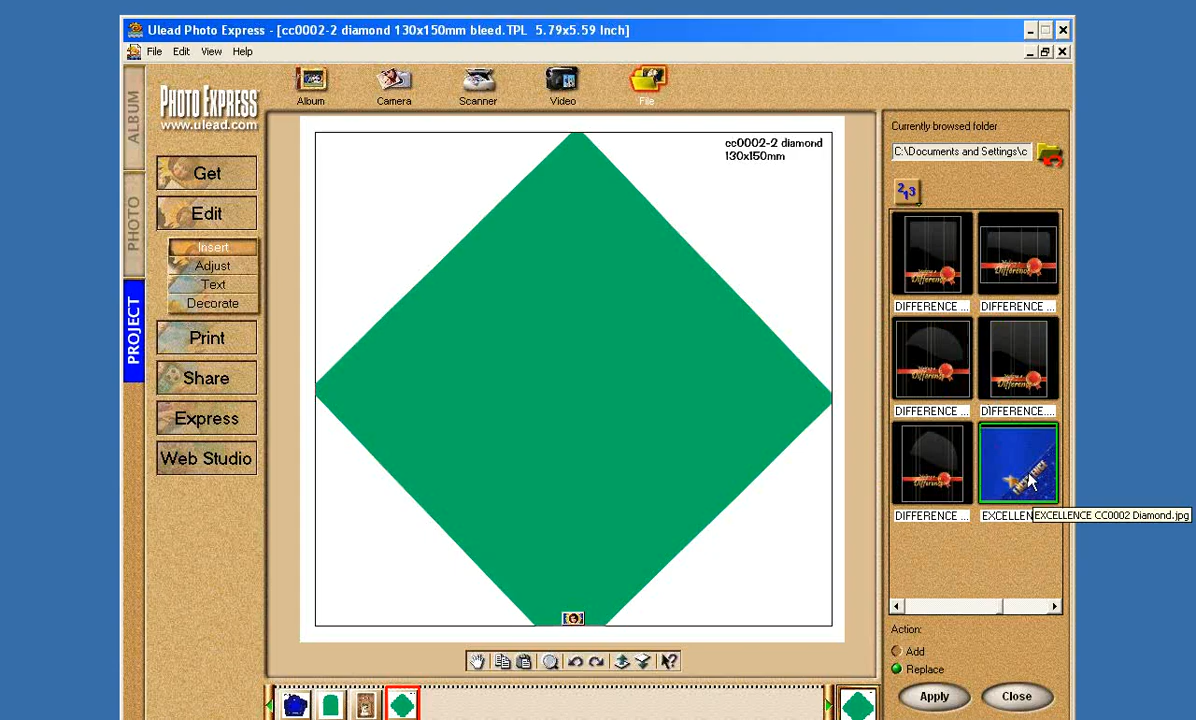 Ulead Photo Express - [cc0002-2 diamond 130x150mm bleed.TPL 5.79x5.59 Inch]
File Edit View Help
ALBUM
PHOTO
PROJECT
PHOTO EXPRESS
www.ulead.com
Album
Camera
Scanner
Video
File
Get
Edit
Insert
Adjust
Text
Decorate
Print
Share
Express
Web Studio
cc0002-2 diamond
130x150mm
Currently browsed folder
C:\Documents and Settings\c
DIFFERENCE ...
DIFFERENCE ...
DIFFERENCE ...
DIFFERENCE....
DIFFERENCE ...
EXCELLEN
EXCELLENCE CC0002 Diamond.jpg
Action:
Add
Replace
Apply
Close